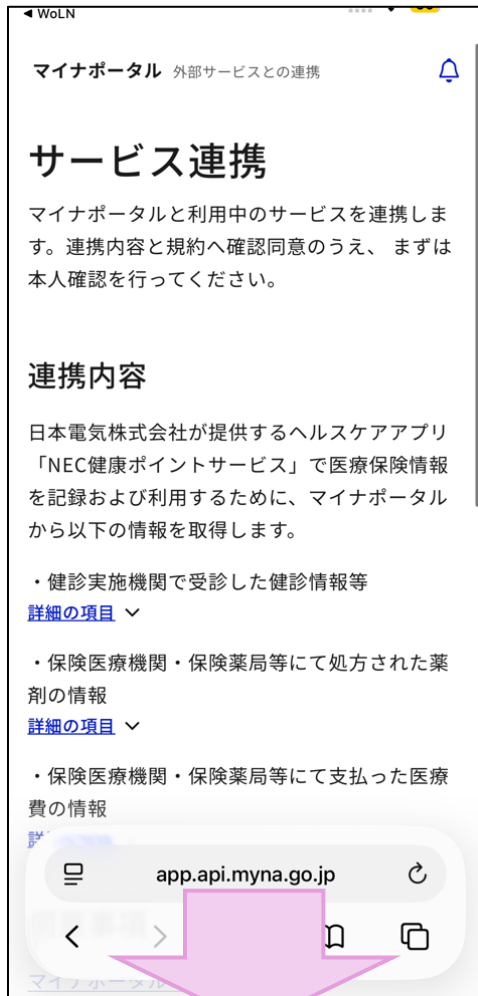 ◀ WoLN
マイナポータル 外部サービスとの連携
サービス連携
マイナポータルと利用中のサービスを連携しま
す。連携内容と規約へ確認同意のうえ、 まずは
本人確認を行ってください。
連携内容
日本電気株式会社が提供するヘルスケアアプリ
「NEC健康ポイントサービス」で医療保険情報
を記録および利用するために、マイナポータル
から以下の情報を取得します。
・健診実施機関で受診した健診情報等
詳細の項目
・保険医療機関・保険薬局等にて処方された薬
剤の情報
詳細の項目
・保険医療機関・保険薬局等にて支払った医療
費の情報
app.api.myna.go.jp
事項
マイナポータル